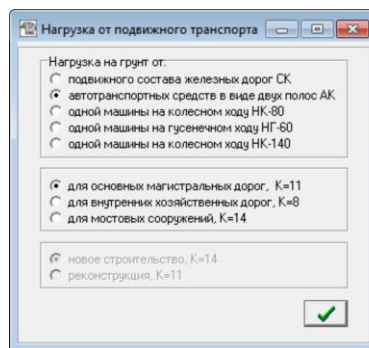 Нагрузка от подвижного транспорта
Нагрузка на грунт от:
подвижного состава железных дорог СК
автотранспортных средств в виде двух полос АК
одной машины на колесном ходу НК-80
одной машины на гусенечном ходу НГ-60
одной машины на колесном ходу НК-140
для основных магистральных дорог, К=11
для внутренних хозяйственных дорог, К=8
для мостовых сооружений, К=14
новое строительство, К=14
реконструкция, К=11